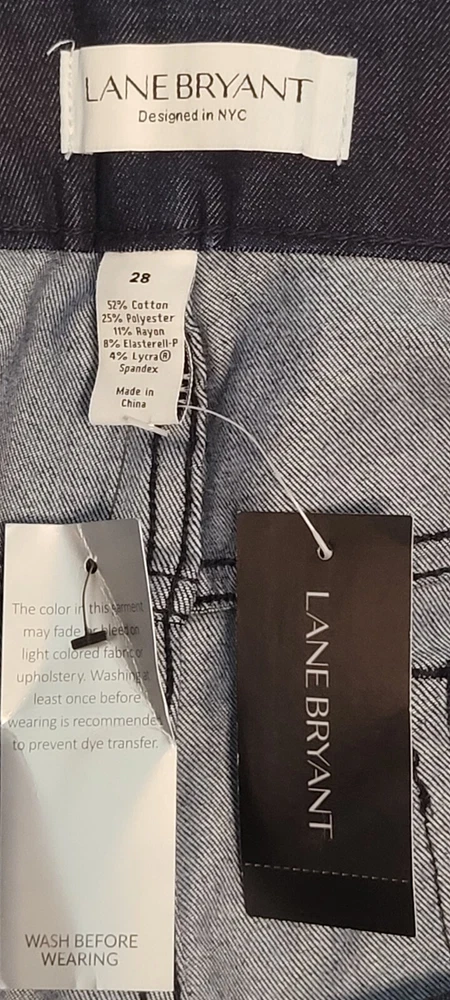 LANE BRYANT
Designed in NYC
28
52% Cotton
25% Polyester
11% Rayon
8% Elasterell-P
4% Lycra®
Spandex
Made in
China
The color in this garment
may fade or bleed on
light colored fabric or
upholstery. Washing at
least once before
wearing is recommende
to prevent dye transfer.
WASH BEFORE
WEARING
LANE BRYANT